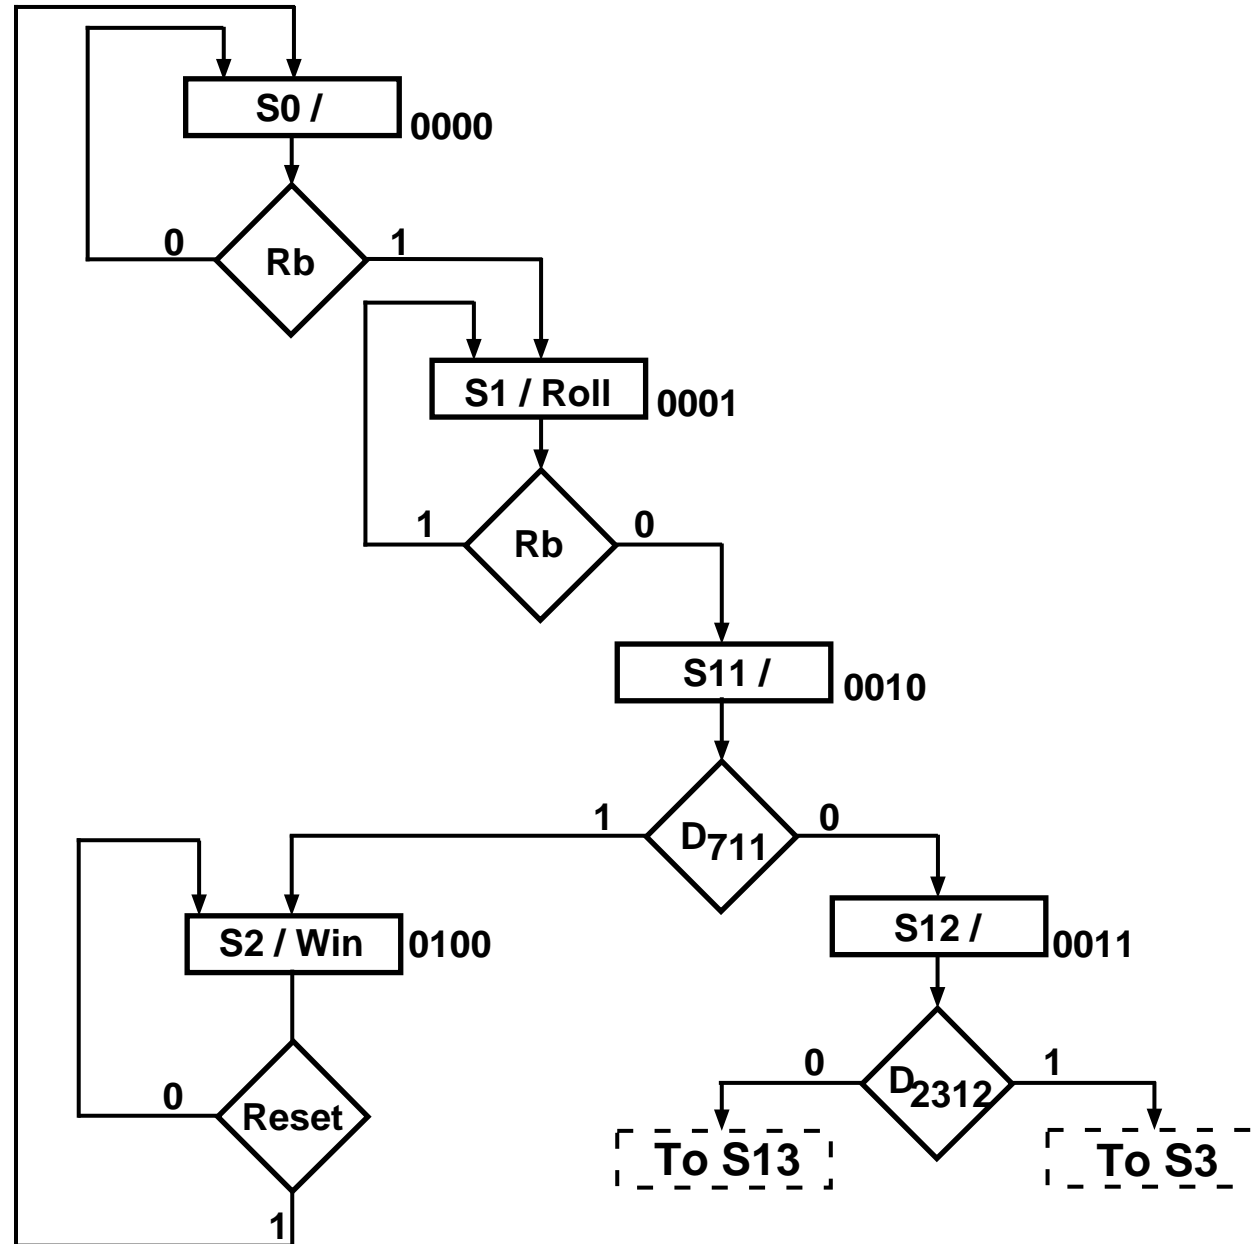 S0 /
0000
0
Rb
1
S1 / Roll
0001
1
Rb
0
S11 /
0010
1
D711
0
S2 / Win
0100
S12 /
0011
0
Reset
1
0
D2312
1
To S13
To S3